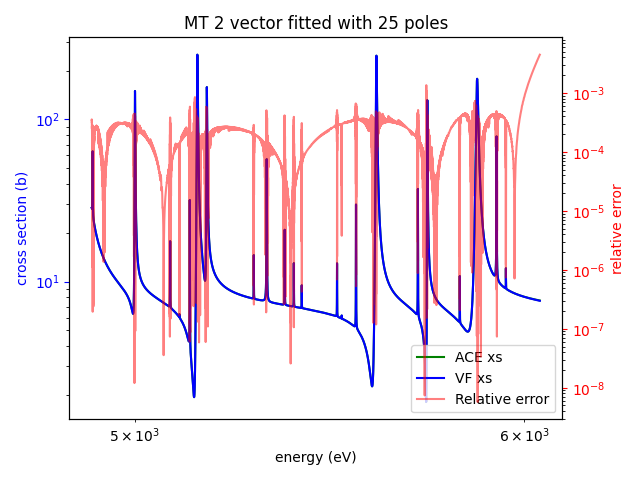 MT 2 vector fitted with 25 poles
10²
10¹
cross section (b)
10⁻³
10⁻⁴
10⁻⁵
10⁻⁶
10⁻⁷
10⁻⁸
relative error
ACE xs
VF xs
Relative error
5 × 10³
6 × 10³
energy (eV)